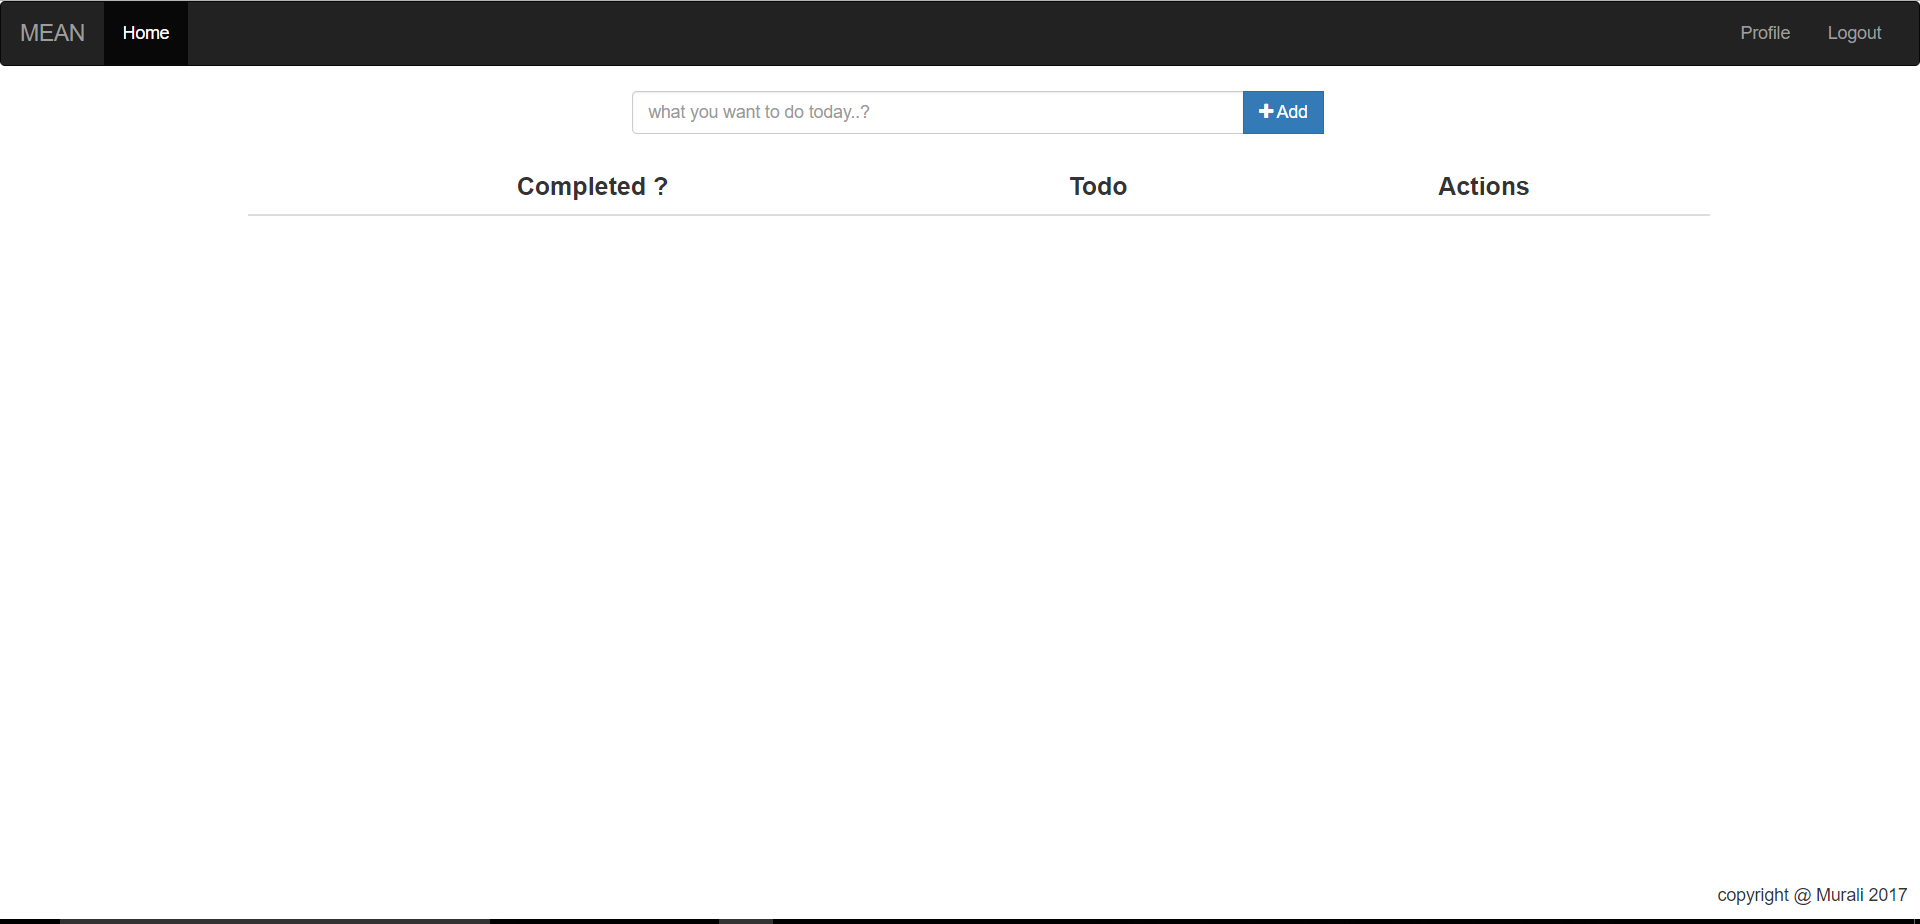 MEAN Home Profile Logout
what you want to do today..? Add
Completed ? Todo Actions
copyright @ Murali 2017